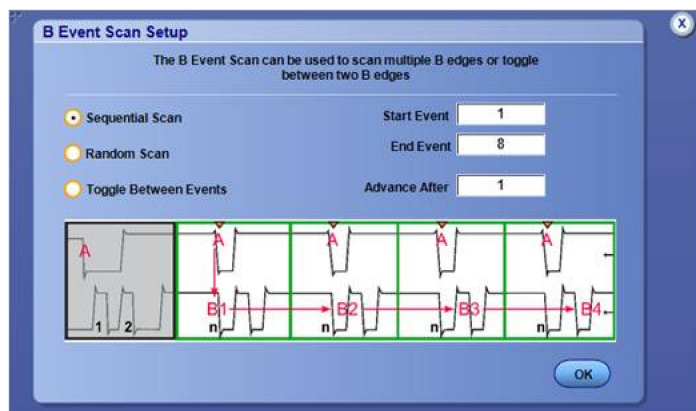 B Event Scan Setup
X
The B Event Scan can be used to scan multiple B edges or toggle
between two B edges
Sequential Scan
Start Event 1
End Event 8
Random Scan
Toggle Between Events
Advance After 1
A A A A A
B1 B2 B3 B4
1 2 n n n n
OK